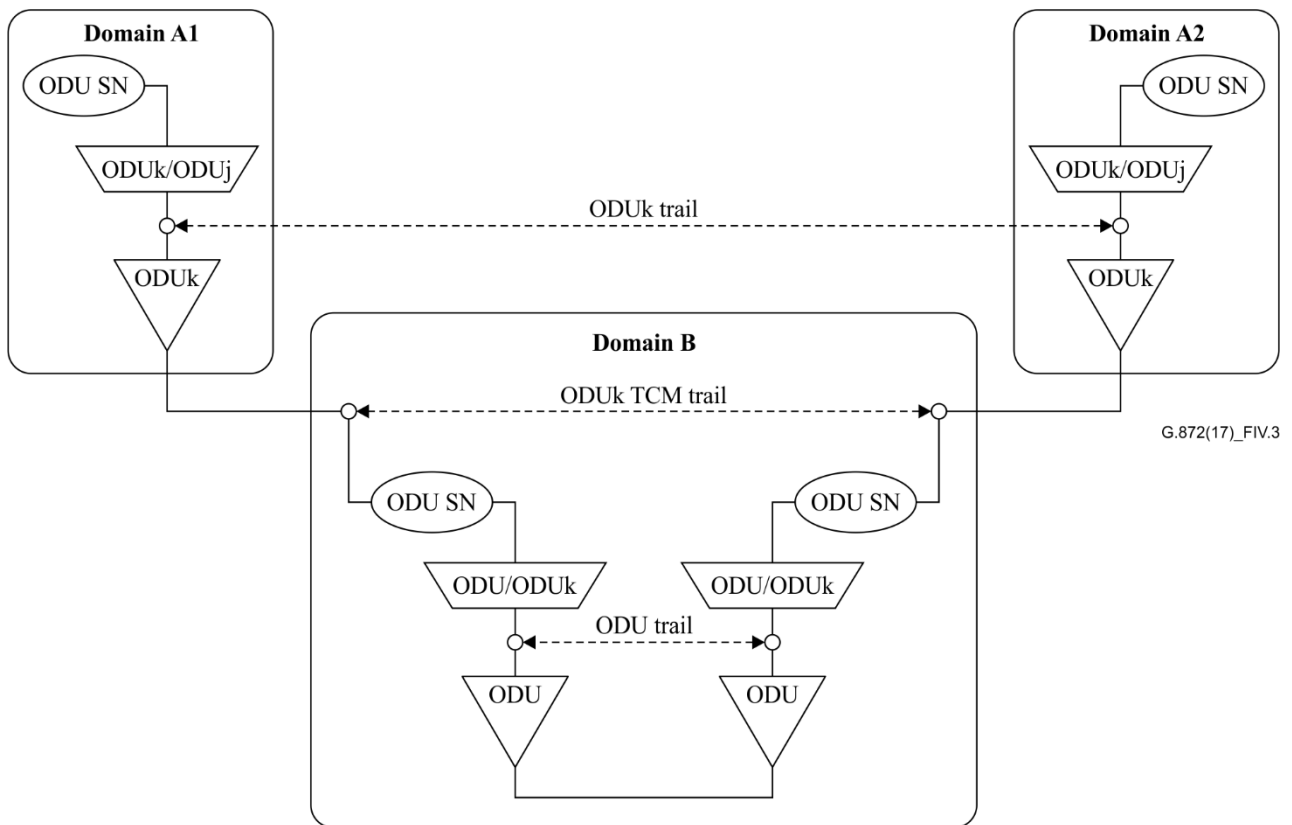 Domain A1
Domain A2
ODU SN
ODU SN
ODUk/ODUj
ODUk/ODUj
ODUk trail
ODUk
ODUk
Domain B
ODUk TCM trail
G.872(17)_FIV.3
ODU SN
ODU SN
ODU/ODUk
ODU/ODUk
ODU trail
ODU
ODU